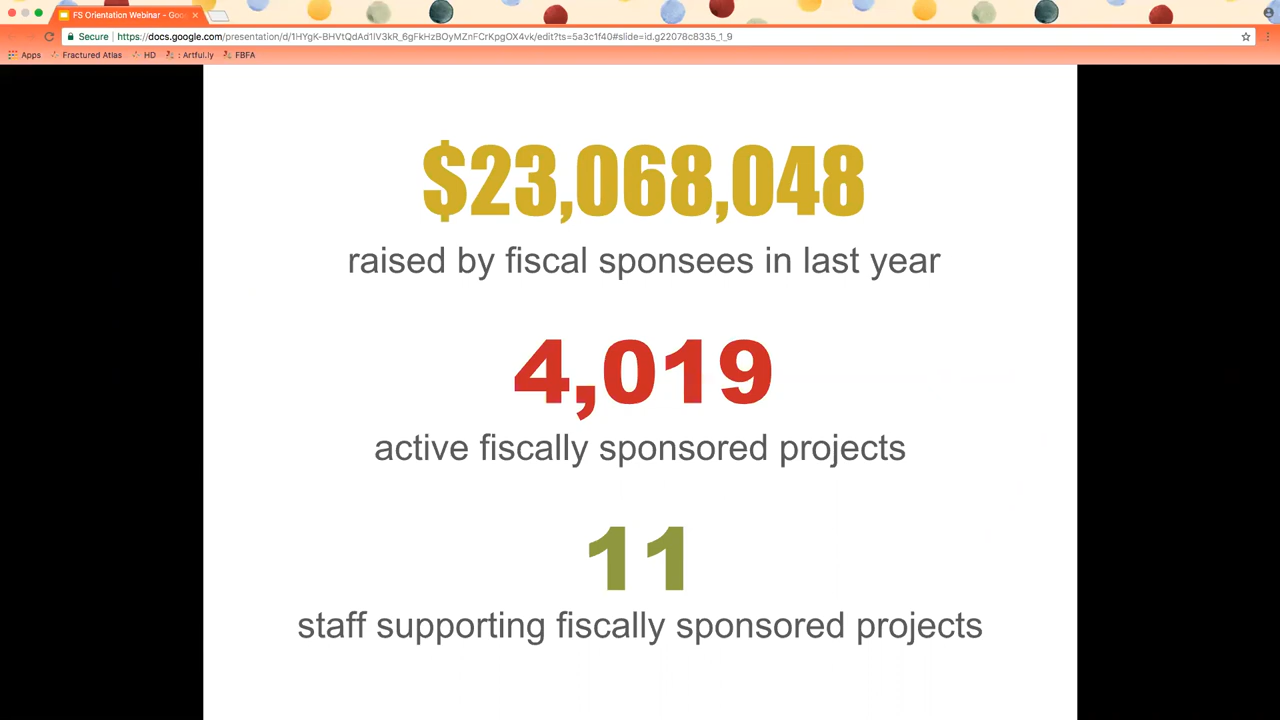 FS Orientation Webinar - Goo
Secure
https://docs.google.com/presentation/d/1HYgK-BHVtQdAd1IV3kR_6gFkHzBOyMZnFCrKpgOX4vk/edit?ts=5a3c1f40#slide=id.g22078c8335_1_9
Apps Fractured Atlas HD : Artful.ly FBFA
$23,068,048
raised by fiscal sponsees in last year
4,019
active fiscally sponsored projects
11
staff supporting fiscally sponsored projects